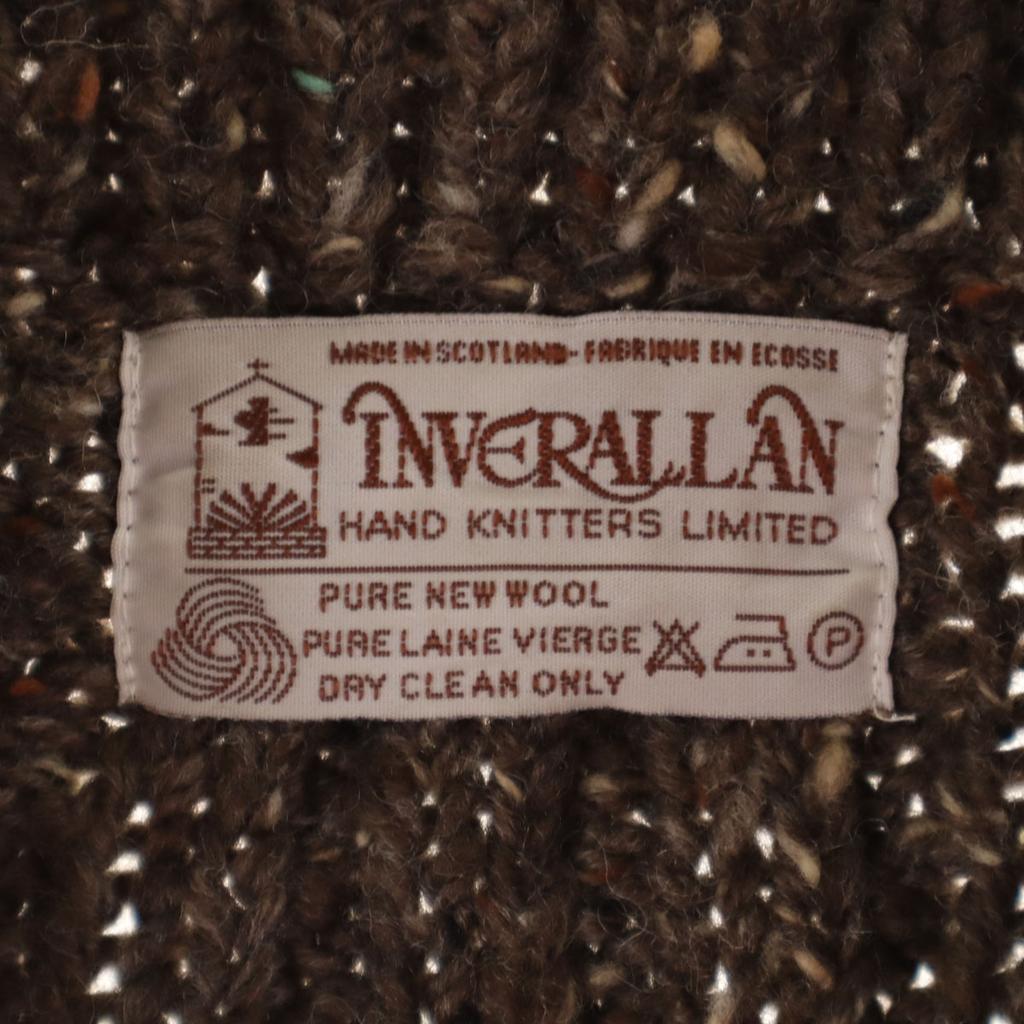 MADE IN SCOTLAND - FABRIQUE EN ECOSSE
INVERALLAN
HAND KNITTERS LIMITED
PURE NEW WOOL
PURE LAINE VIERGE
DRY CLEAN ONLY
P